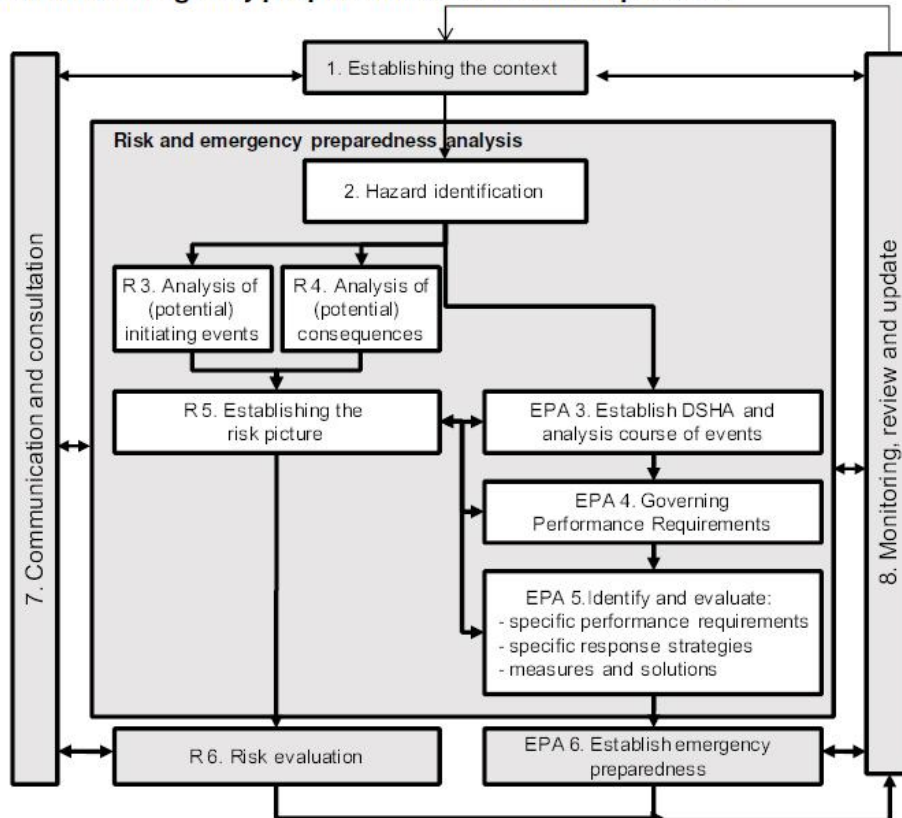 1. Establishing the context
Risk and emergency preparedness analysis
2. Hazard identification
R 3. Analysis of
(potential)
initiating events
R 4. Analysis of
(potential)
consequences
R 5. Establishing the
risk picture
EPA 3. Establish DSHA and
analysis course of events
EPA 4. Governing
Performance Requirements
EPA 5.Identify and evaluate:
- specific performance requirements
- specific response strategies
- measures and solutions
R 6. Risk evaluation
EPA 6. Establish emergency
preparedness
7. Communication and consultation
8. Monitoring, review and update